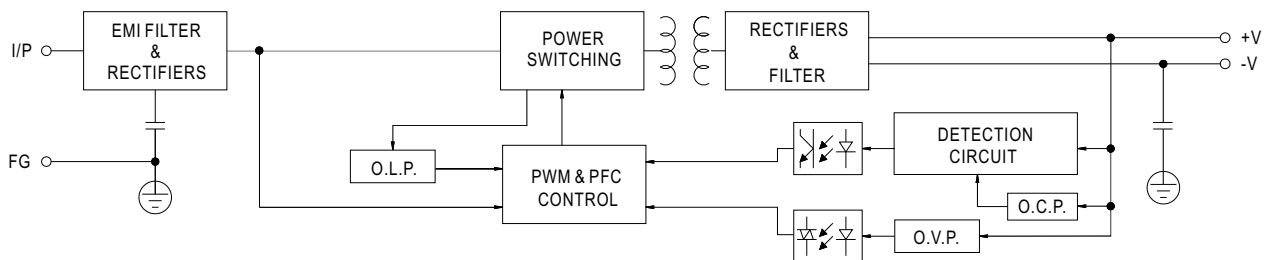 I/P
EMI FILTER
&
RECTIFIERS
POWER
SWITCHING
RECTIFIERS
&
FILTER
+V
-V
FG
O.L.P.
PWM & PFC
CONTROL
DETECTION
CIRCUIT
O.C.P.
O.V.P.